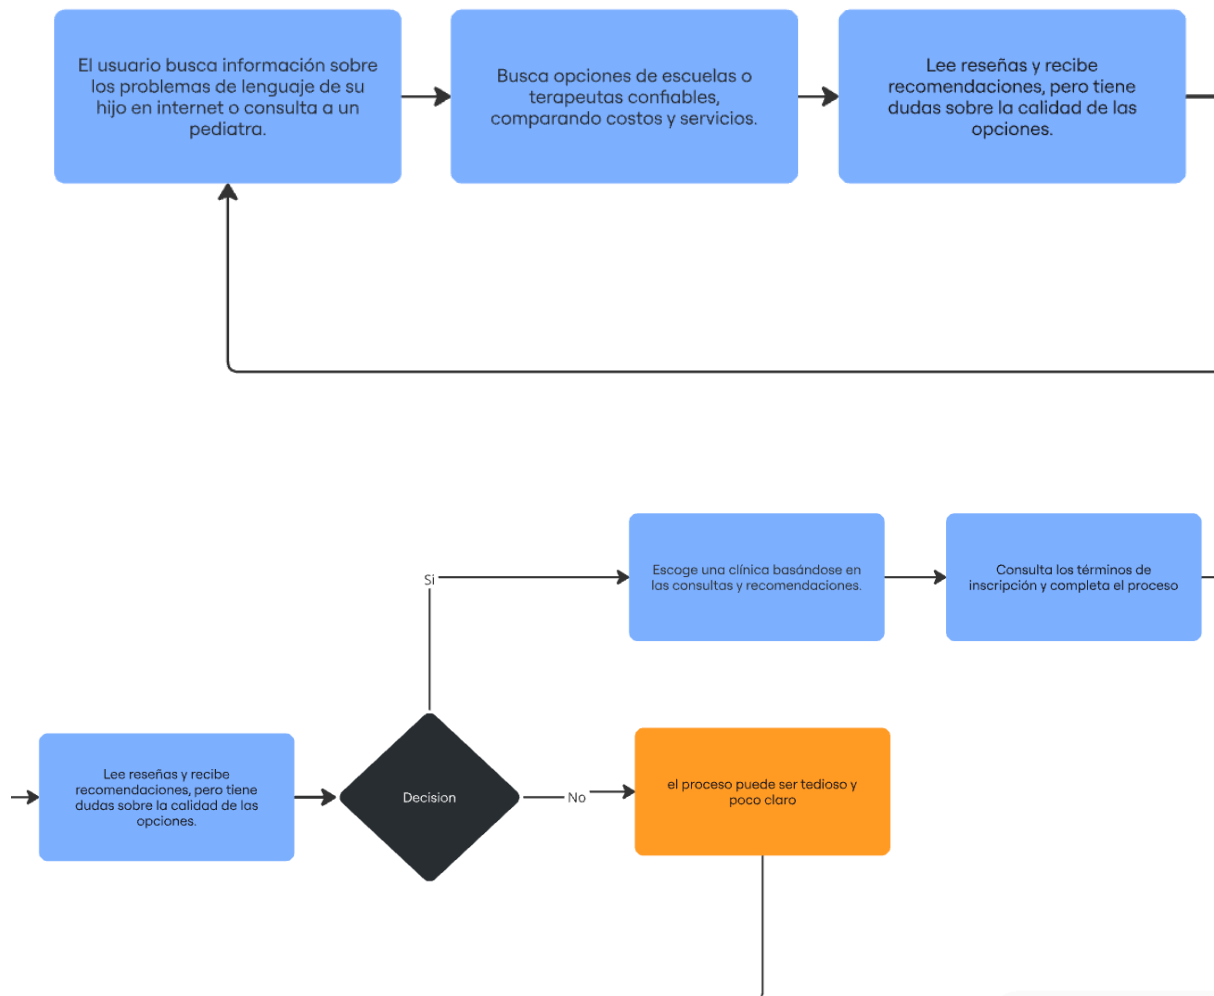 El usuario busca información sobre
los problemas de lenguaje de su
hijo en internet o consulta a un
pediatra.
Busca opciones de escuelas o
terapeutas confiables,
comparando costos y servicios.
Lee reseñas y recibe
recomendaciones, pero tiene
dudas sobre la calidad de las
opciones.
Si
Escoge una clínica basándose en
las consultas y recomendaciones.
Consulta los términos de
inscripción y completa el proceso
Lee reseñas y recibe
recomendaciones, pero tiene
dudas sobre la calidad de las
opciones.
Decision
No
el proceso puede ser tedioso y
poco claro